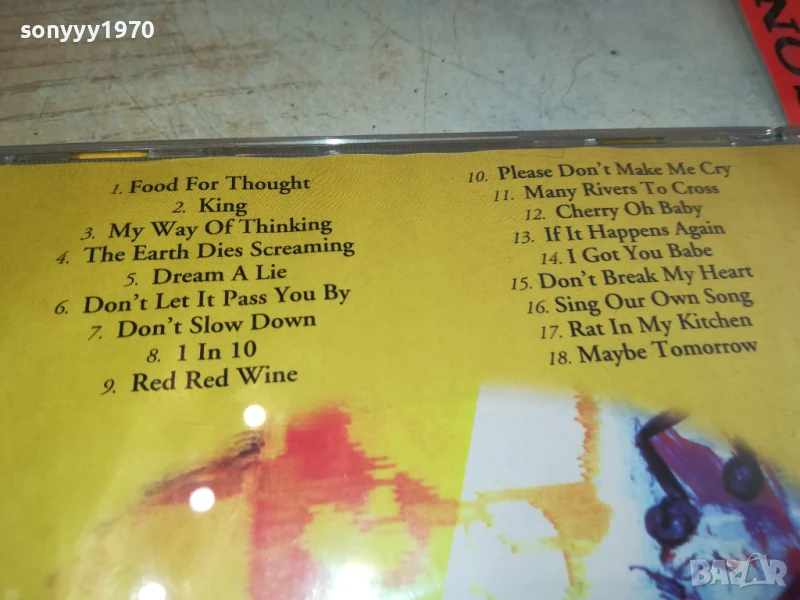 sonyyy1970
NO
1. Food For Thought
2. King
3. My Way Of Thinking
4. The Earth Dies Screaming
5. Dream A Lie
6. Don't Let It Pass You By
7. Don't Slow Down
8. 1 In 10
9. Red Red Wine
10. Please Don't Make Me Cry
11. Many Rivers To Cross
12. Cherry Oh Baby
13. If It Happens Again
14. I Got You Babe
15. Don't Break My Heart
16. Sing Our Own Song
17. Rat In My Kitchen
18. Maybe Tomorrow
BAZAR